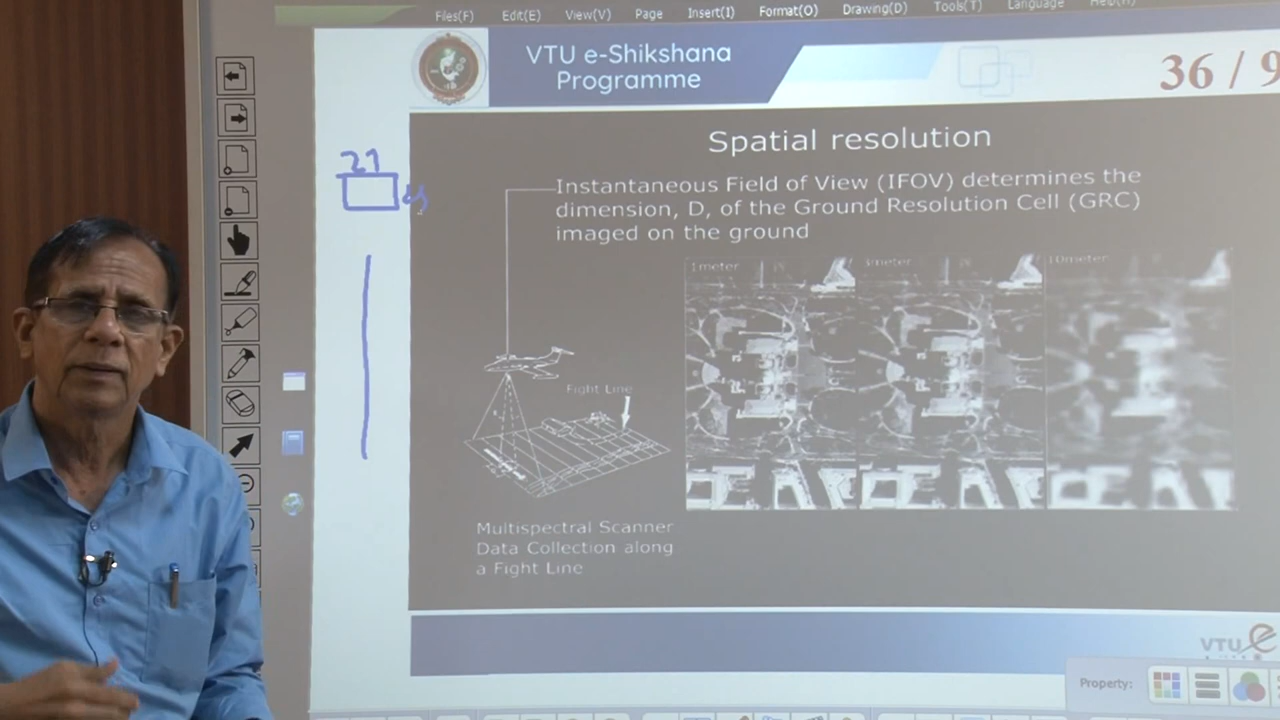 Files(F) Edit(E) View(V) Page Insert(I) Format(O) Drawing(D) Tools(T) Language Help(H)
VTU e-Shikshana
Programme
36 / 9
Spatial resolution
21
Instantaneous Field of View (IFOV) determines the
dimension, D, of the Ground Resolution Cell (GRC)
imaged on the ground
1meter
10meter
Fight Line
Multispectral Scanner
Data Collection along
a Fight Line
VTU e
Property: